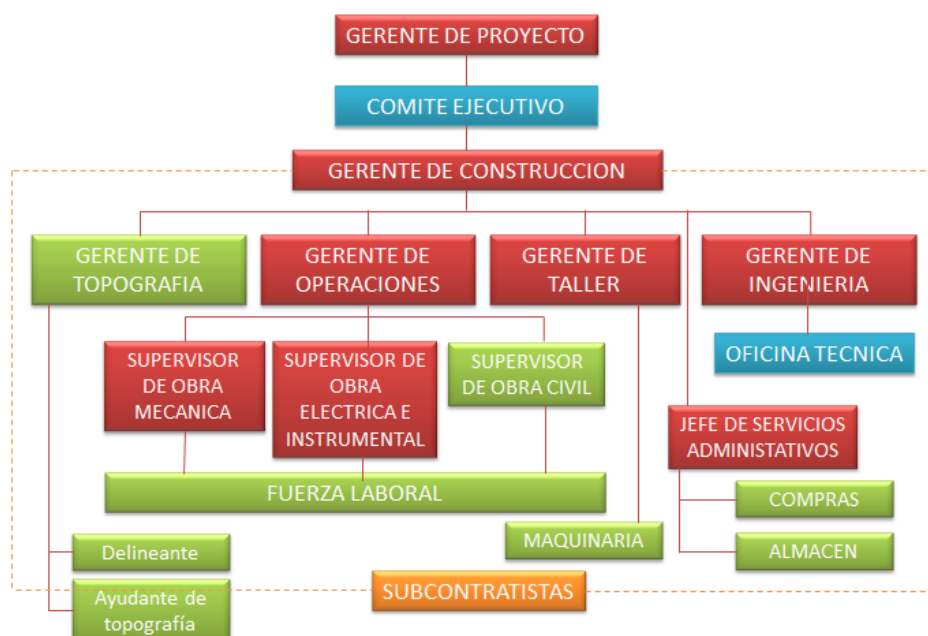 GERENTE DE PROYECTO
COMITE EJECUTIVO
GERENTE DE CONSTRUCCION
GERENTE DE
TOPOGRAFIA
GERENTE DE
OPERACIONES
GERENTE DE
TALLER
GERENTE DE
INGENIERIA
SUPERVISOR
DE OBRA
MECANICA
SUPERVISOR DE
OBRA
ELECTRICA E
INSTRUMENTAL
SUPERVISOR
DE OBRA CIVIL
OFICINA TECNICA
JEFE DE SERVICIOS
ADMINISTATIVOS
FUERZA LABORAL
COMPRAS
MAQUINARIA
ALMACEN
Delineante
Ayudante de
topografía
SUBCONTRATISTAS